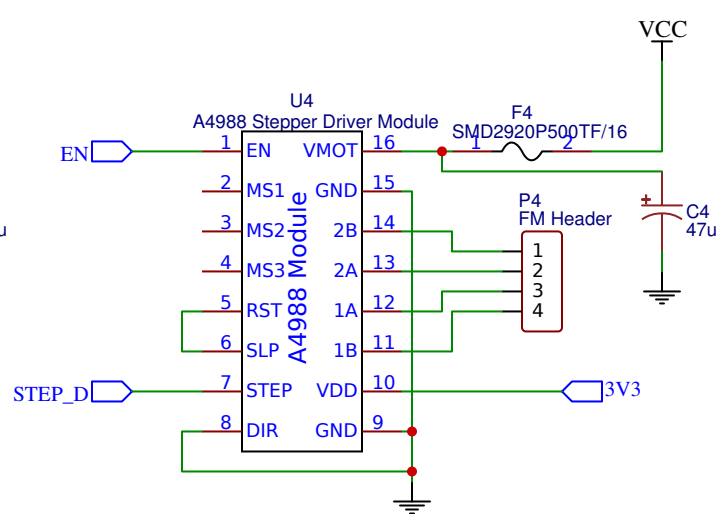 VCC
U4
A4988 Stepper Driver Module
F4
SMD2920P500TF/16
EN
1
EN
VMOT
16
1
2
2
MS1
GND
15
P4
FM Header
+
C4
47u
u
3
MS2
2B
14
1
4
MS3
2A
13
2
5
RST
1A
12
3
6
SLP
1B
11
4
A4988 Module
STEP_D
7
STEP
VDD
10
3V3
8
DIR
GND
9